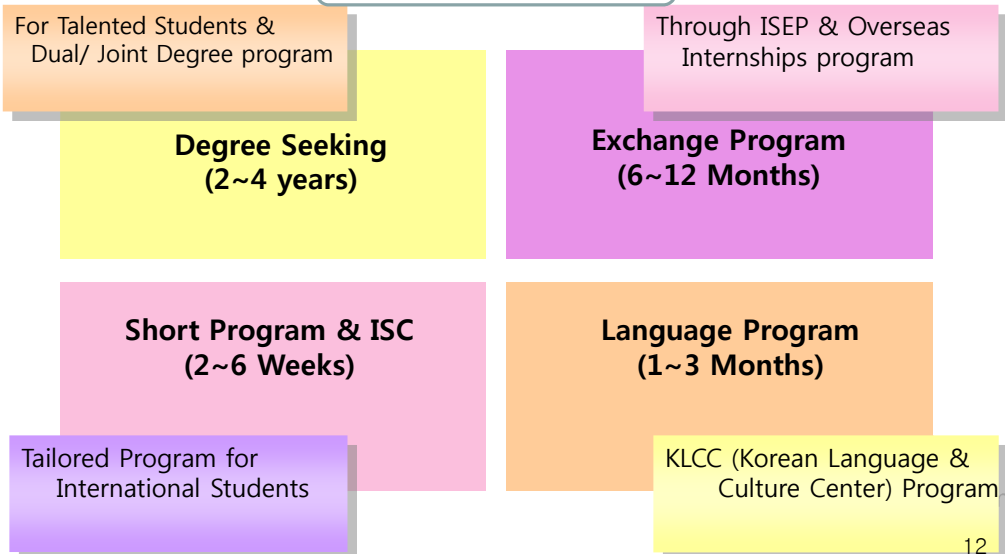 For Talented Students &
Dual/ Joint Degree program
Through ISEP & Overseas
Internships program
Degree Seeking
(2~4 years)
Exchange Program
(6~12 Months)
Short Program & ISC
(2~6 Weeks)
Language Program
(1~3 Months)
Tailored Program for
International Students
KLCC (Korean Language &
Culture Center) Program
12